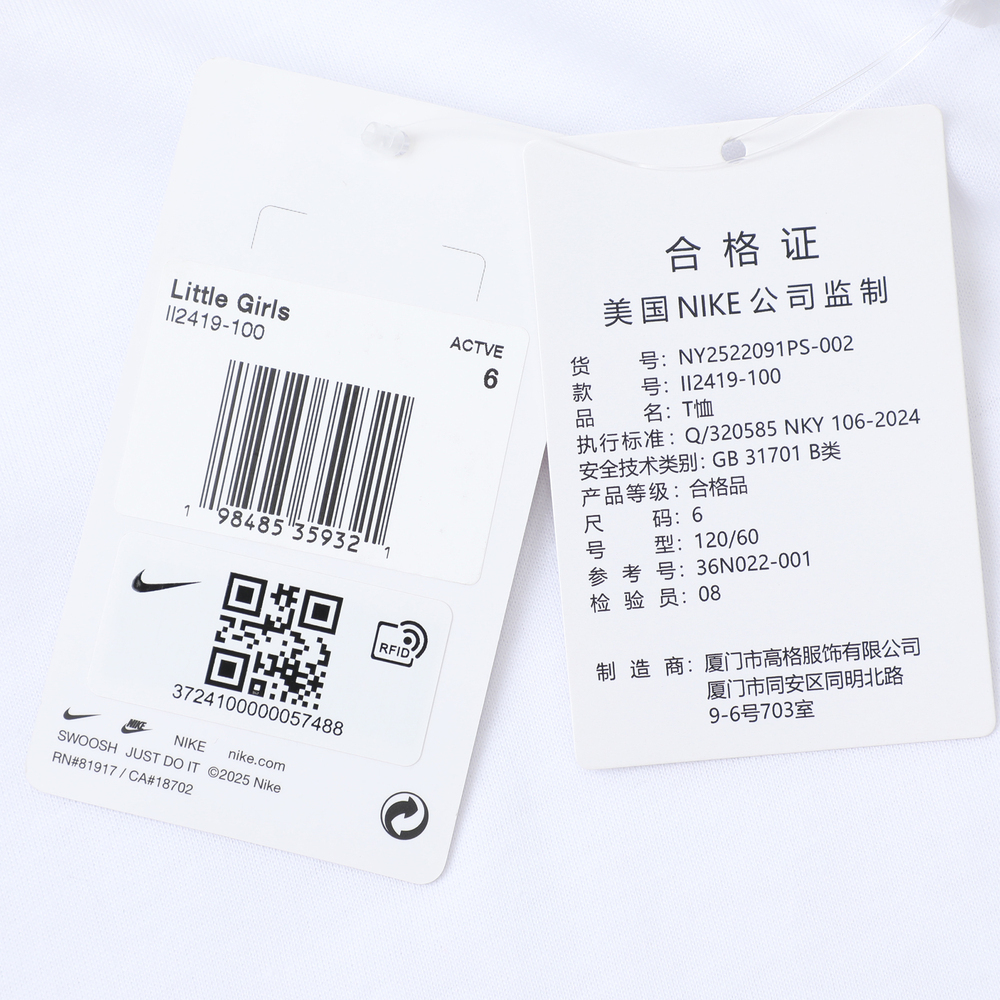 Little Girls
II2419-100
ACTVE
6
1 98485 35932 1
RFID
3724100000057488
NIKE
NIKE nike.com
SWOOSH JUST DO IT ©2025 Nike
RN#81917 / CA#18702
合格证
美国NIKE公司监制
货 号: NY2522091PS-002
款 号: II2419-100
品 名: T恤
执行标准: Q/320585 NKY 106-2024
安全技术类别: GB 31701 B类
产品等级: 合格品
尺 码: 6
号 型: 120/60
参 考 号: 36N022-001
检 验 员: 08
制 造 商: 厦门市高格服饰有限公司
厦门市同安区同明北路
9-6号703室